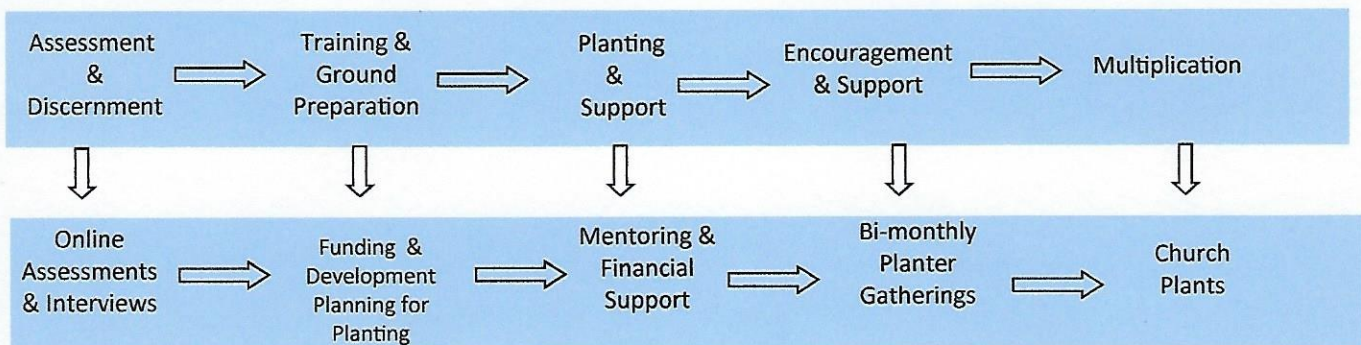 Assessment
&
Discernment
Training &
Ground
Preparation
Planting
&
Support
Encouragement
& Support
Multiplication
Online
Assessments
& Interviews
Funding &
Development
Planning for
Planting
Mentoring &
Financial
Support
Bi-monthly
Planter
Gatherings
Church
Plants